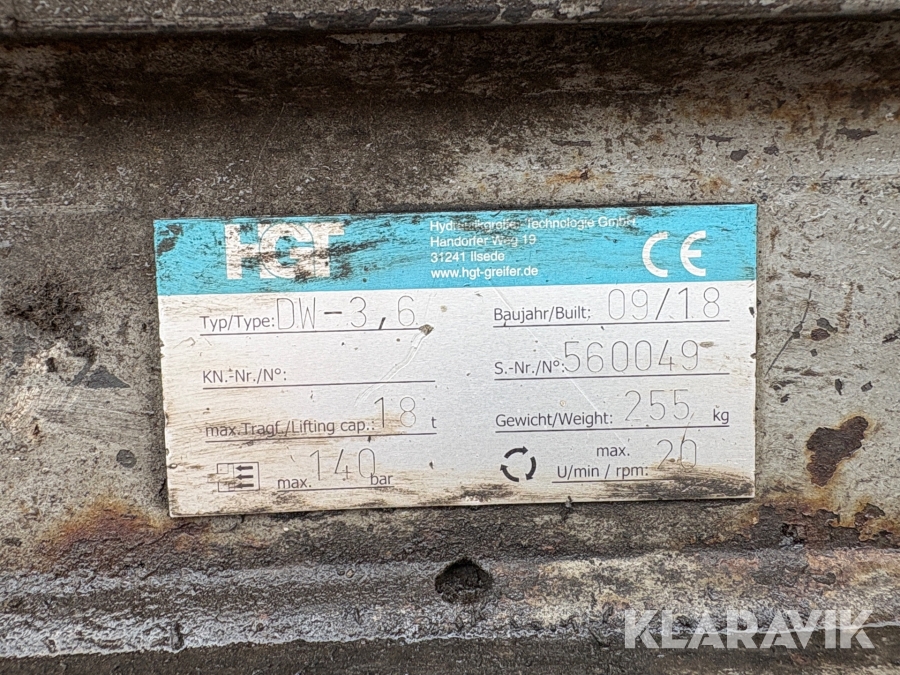 HGT
Hydraulikgreifer Technologie GmbH
Handorfer Weg 19
31241 Ilsede
www.hgt-greifer.de
CE
Typ/Type: DW-3,6
Baujahr/Built: 09/18
KN.-Nr./N°:
S.-Nr./N°: 560049
max.Tragf./Lifting cap.: 18 t
Gewicht/Weight: 255 kg
max. 140 bar
max.
U/min / rpm: 20
KLARAVIK